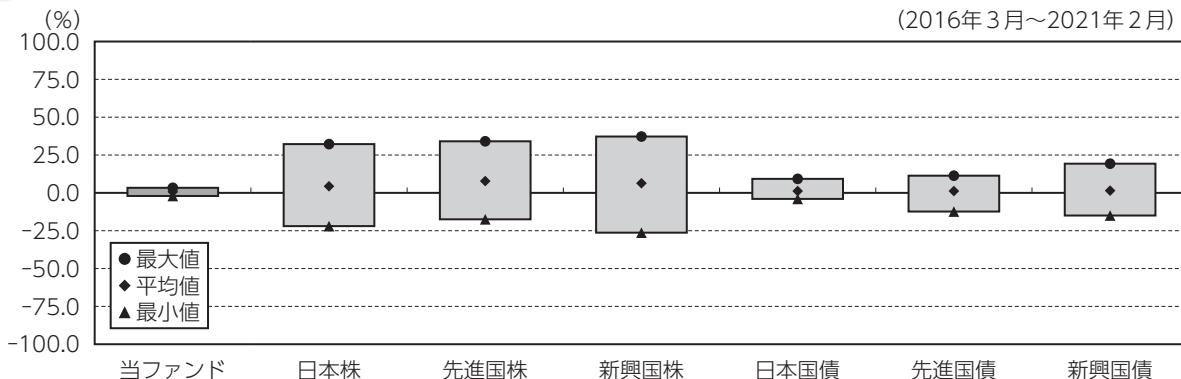 (%)
(2016年3月~2021年2月)
100.0
75.0
50.0
25.0
0.0
-25.0
-50.0
-75.0
-100.0
●最大値
◆平均値
▲最小値
当ファンド 日本株 先進国株 新興国株 日本国債 先進国債 新興国債